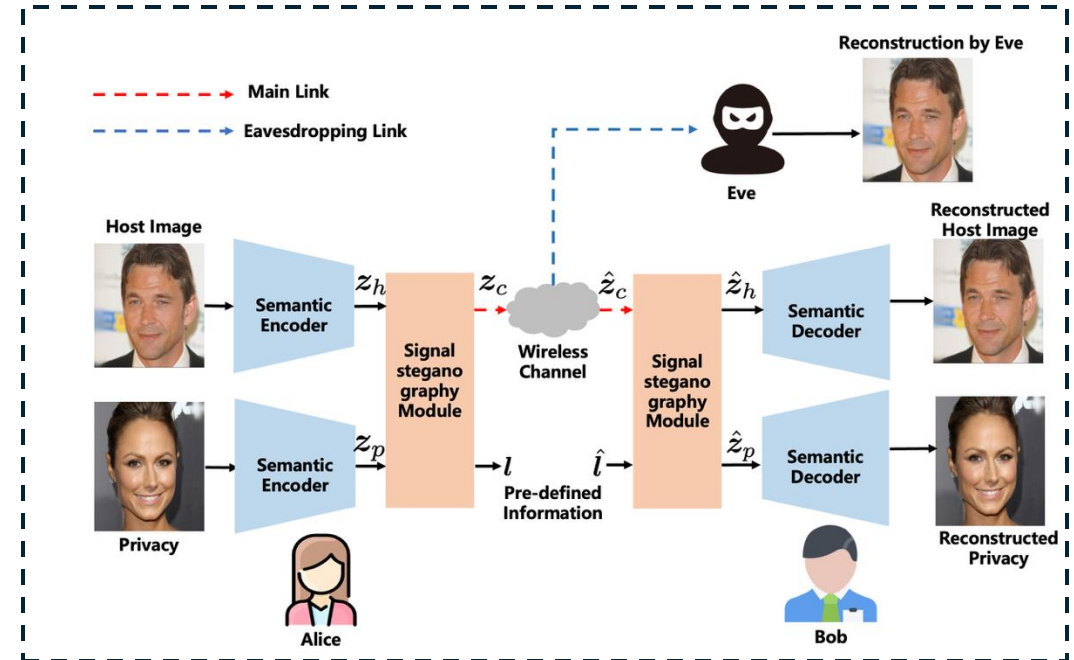 Reconstruction by Eve
Main Link
Eavesdropping Link
Eve
Host Image
Reconstructed
Host Image
Semantic
Encoder
z_h
z_c
ẑ_c
ẑ_h
Semantic
Decoder
Signal
stegano
graphy
Module
Wireless
Channel
Signal
stegano
graphy
Module
Semantic
Encoder
z_p
l
l̂
ẑ_p
Semantic
Decoder
Pre-defined
Information
Privacy
Reconstructed
Privacy
Alice
Bob